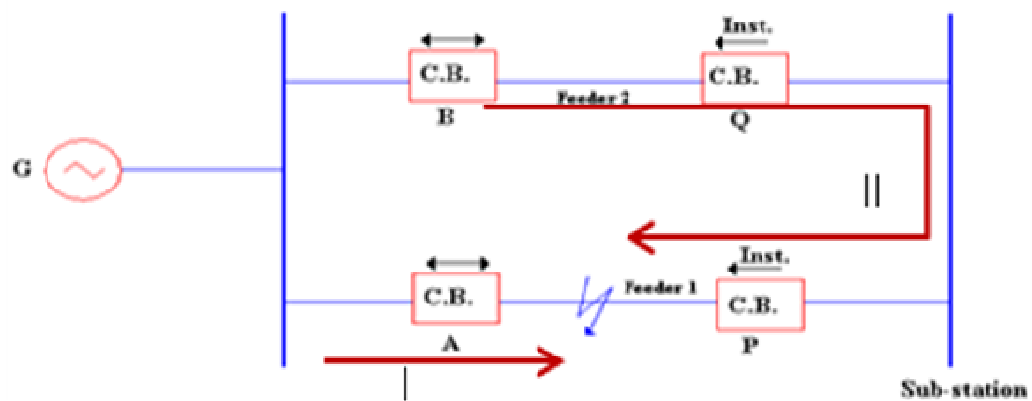 Inst.
C.B.
C.B.
Feeder 2
B
Q
G
||
Inst.
Feeder 1
C.B.
C.B.
A
P
|
Sub-station